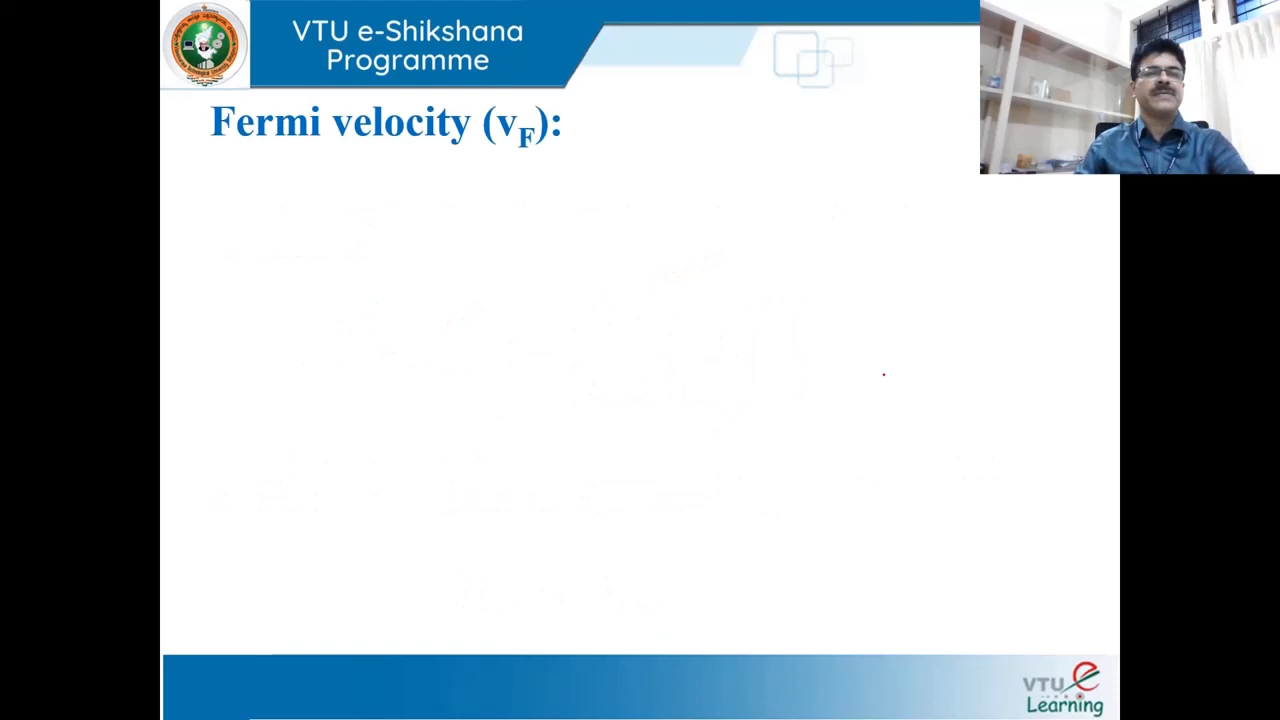 VTU e-Shikshana
Programme
Fermi velocity (vF):
VTU e
Learning